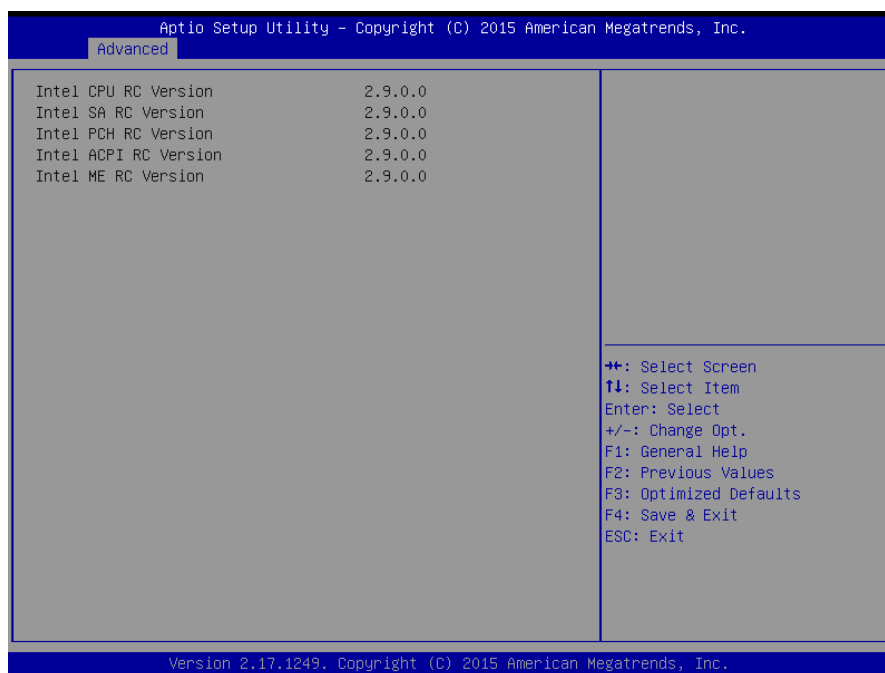 Aptio Setup Utility – Copyright (C) 2015 American Megatrends, Inc.
Advanced
Intel CPU RC Version 2.9.0.0
Intel SA RC Version 2.9.0.0
Intel PCH RC Version 2.9.0.0
Intel ACPI RC Version 2.9.0.0
Intel ME RC Version 2.9.0.0
→←: Select Screen
↑↓: Select Item
Enter: Select
+/-: Change Opt.
F1: General Help
F2: Previous Values
F3: Optimized Defaults
F4: Save & Exit
ESC: Exit
Version 2.17.1249. Copyright (C) 2015 American Megatrends, Inc.